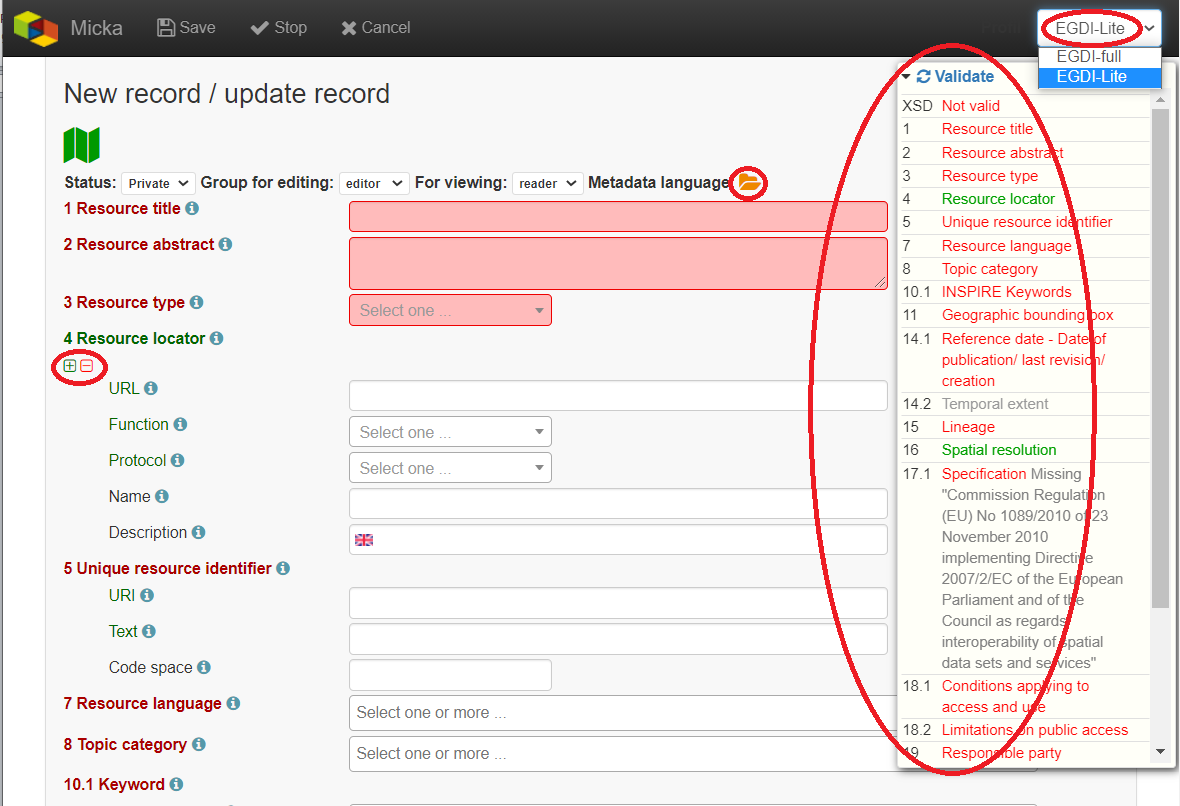 Micka Save Stop Cancel EGDI-Lite
EGDI-full
EGDI-Lite
New record / update record
Status: Private Group for editing: editor For viewing: reader Metadata language
1 Resource title
2 Resource abstract
3 Resource type Select one ...
4 Resource locator
URL
Function Select one ...
Protocol Select one ...
Name
Description
5 Unique resource identifier
URI
Text
Code space
7 Resource language Select one or more ...
8 Topic category Select one or more ...
10.1 Keyword
Validate
XSD Not valid
1 Resource title
2 Resource abstract
3 Resource type
4 Resource locator
5 Unique resource identifier
7 Resource language
8 Topic category
10.1 INSPIRE Keywords
11 Geographic bounding box
14.1 Reference date - Date of
publication/ last revision/
creation
14.2 Temporal extent
15 Lineage
16 Spatial resolution
17.1 Specification Missing
"Commission Regulation
(EU) No 1089/2010 of 23
November 2010
implementing Directive
2007/2/EC of the European
Parliament and of the
Council as regards
interoperability of spatial
data sets and services"
18.1 Conditions applying to
access and use
18.2 Limitations on public access
19 Responsible party